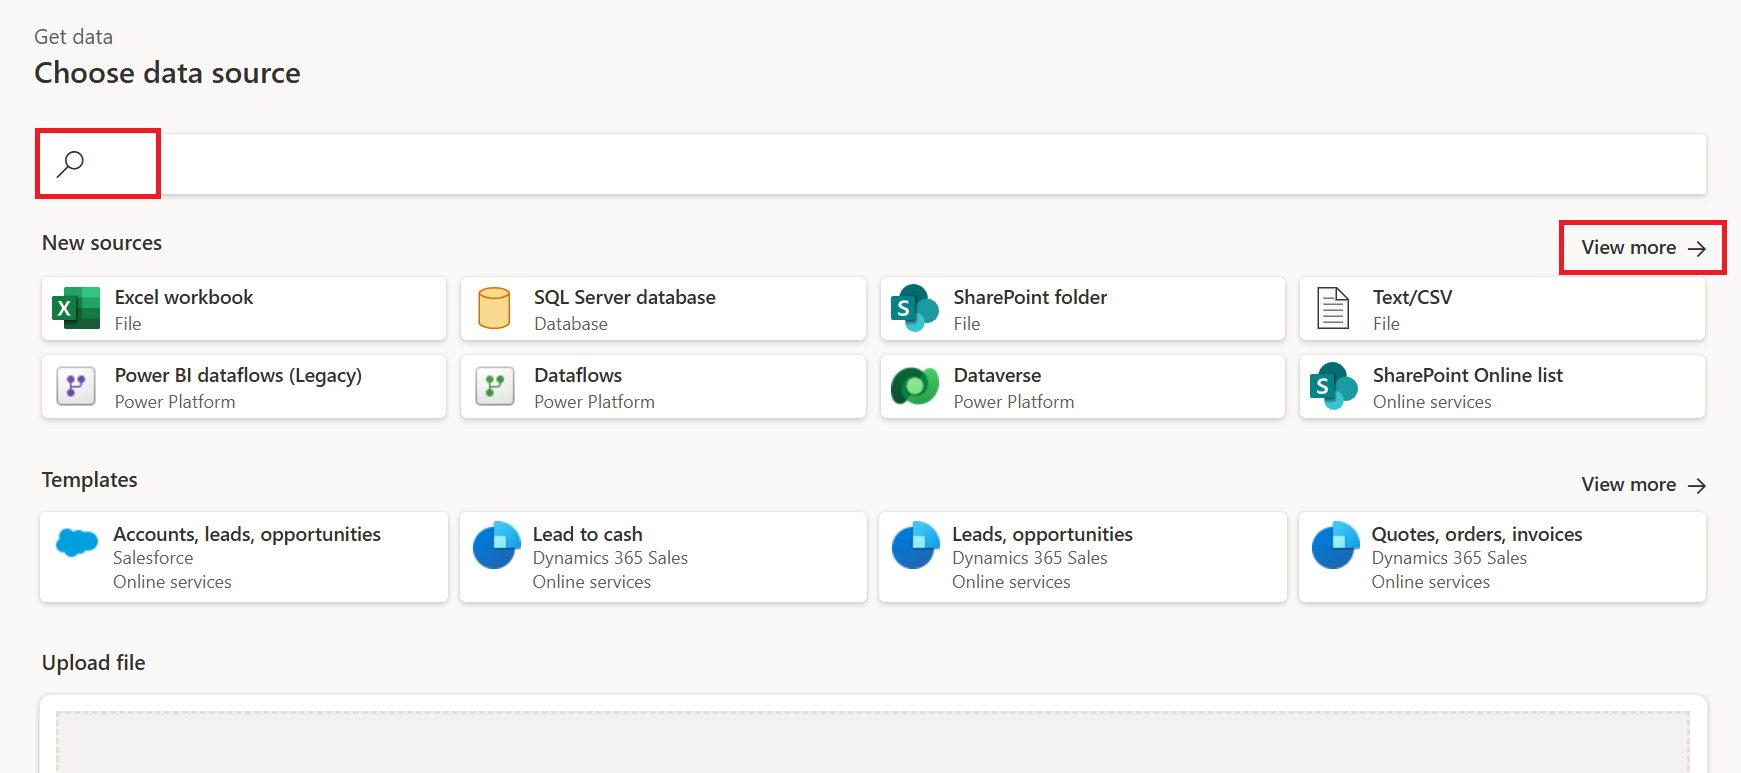 Get data
Choose data source
New sources
View more
Excel workbook
File
SQL Server database
Database
SharePoint folder
File
Text/CSV
File
Power BI dataflows (Legacy)
Power Platform
Dataflows
Power Platform
Dataverse
Power Platform
SharePoint Online list
Online services
Templates
View more
Accounts, leads, opportunities
Salesforce
Online services
Lead to cash
Dynamics 365 Sales
Online services
Leads, opportunities
Dynamics 365 Sales
Online services
Quotes, orders, invoices
Dynamics 365 Sales
Online services
Upload file